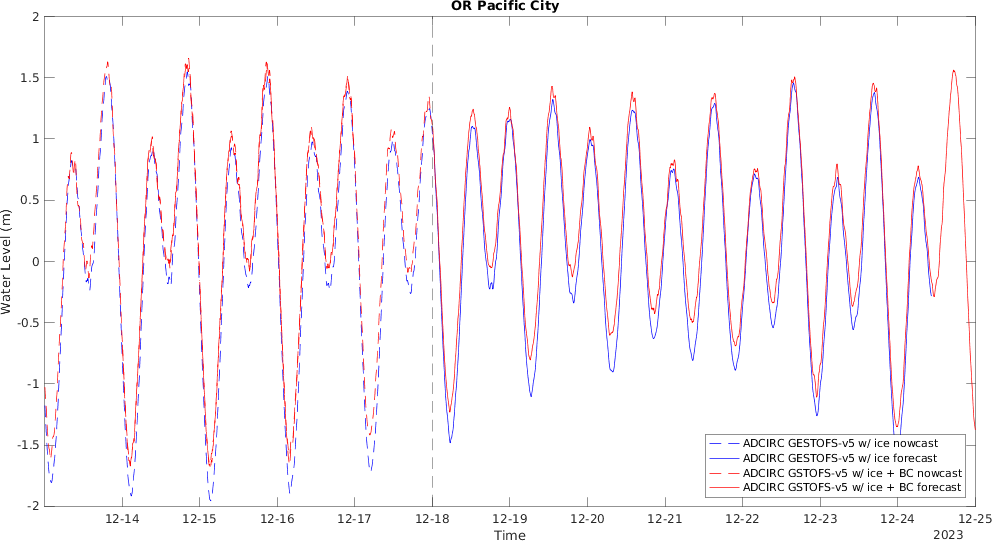 OR Pacific City
2
1.5
1
0.5
0
-0.5
-1
-1.5
-2
Water Level (m)
12-14 12-15 12-16 12-17 12-18 12-19 12-20 12-21 12-22 12-23 12-24 12-25
Time
2023
ADCIRC GESTOFS-v5 w/ ice nowcast
ADCIRC GESTOFS-v5 w/ ice forecast
ADCIRC GSTOFS-v5 w/ ice + BC nowcast
ADCIRC GSTOFS-v5 w/ ice + BC forecast